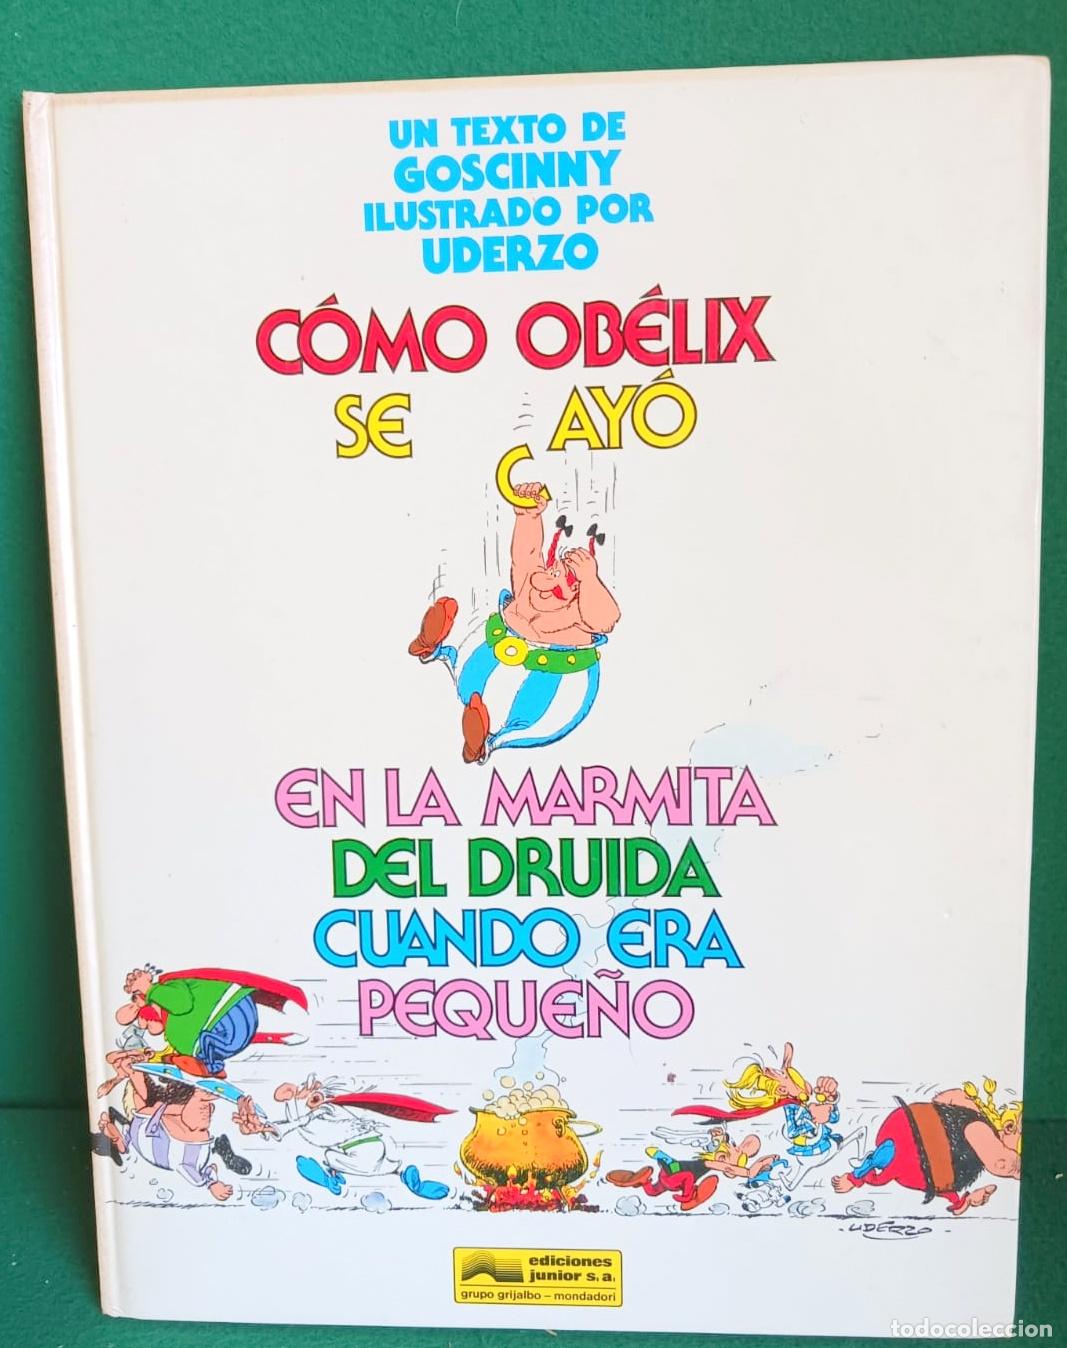 UN TEXTO DE
GOSCINNY
ILUSTRADO POR
UDERZO
CÓMO OBÉLIX
SE CAYÓ
EN LA MARMITA
DEL DRUIDA
CUANDO ERA
PEQUEÑO
-UDERZO-
ediciones
junior s.a.
grupo grijalbo – mondadori
todocoleccion